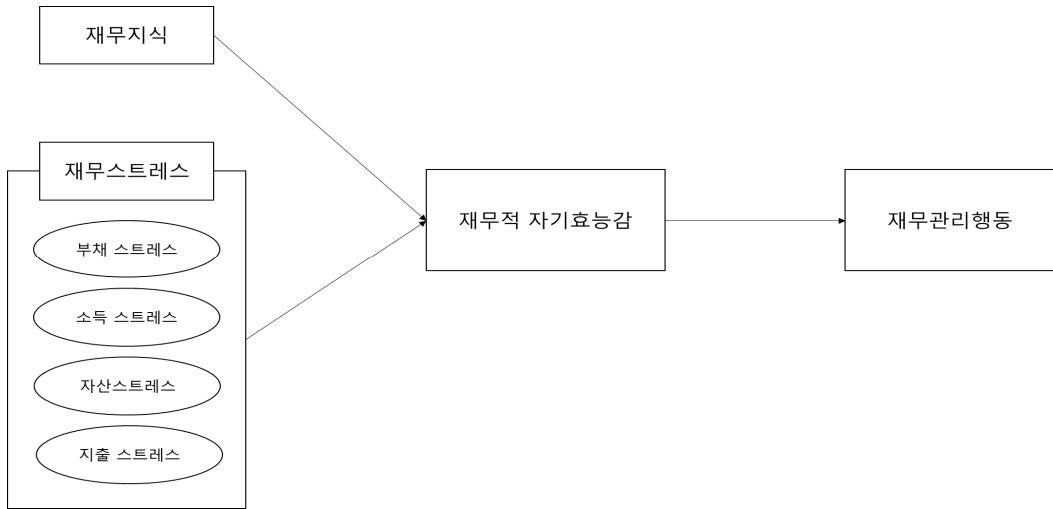 재무지식
재무스트레스
부채 스트레스
소득 스트레스
자산스트레스
지출 스트레스
재무적 자기효능감
재무관리행동